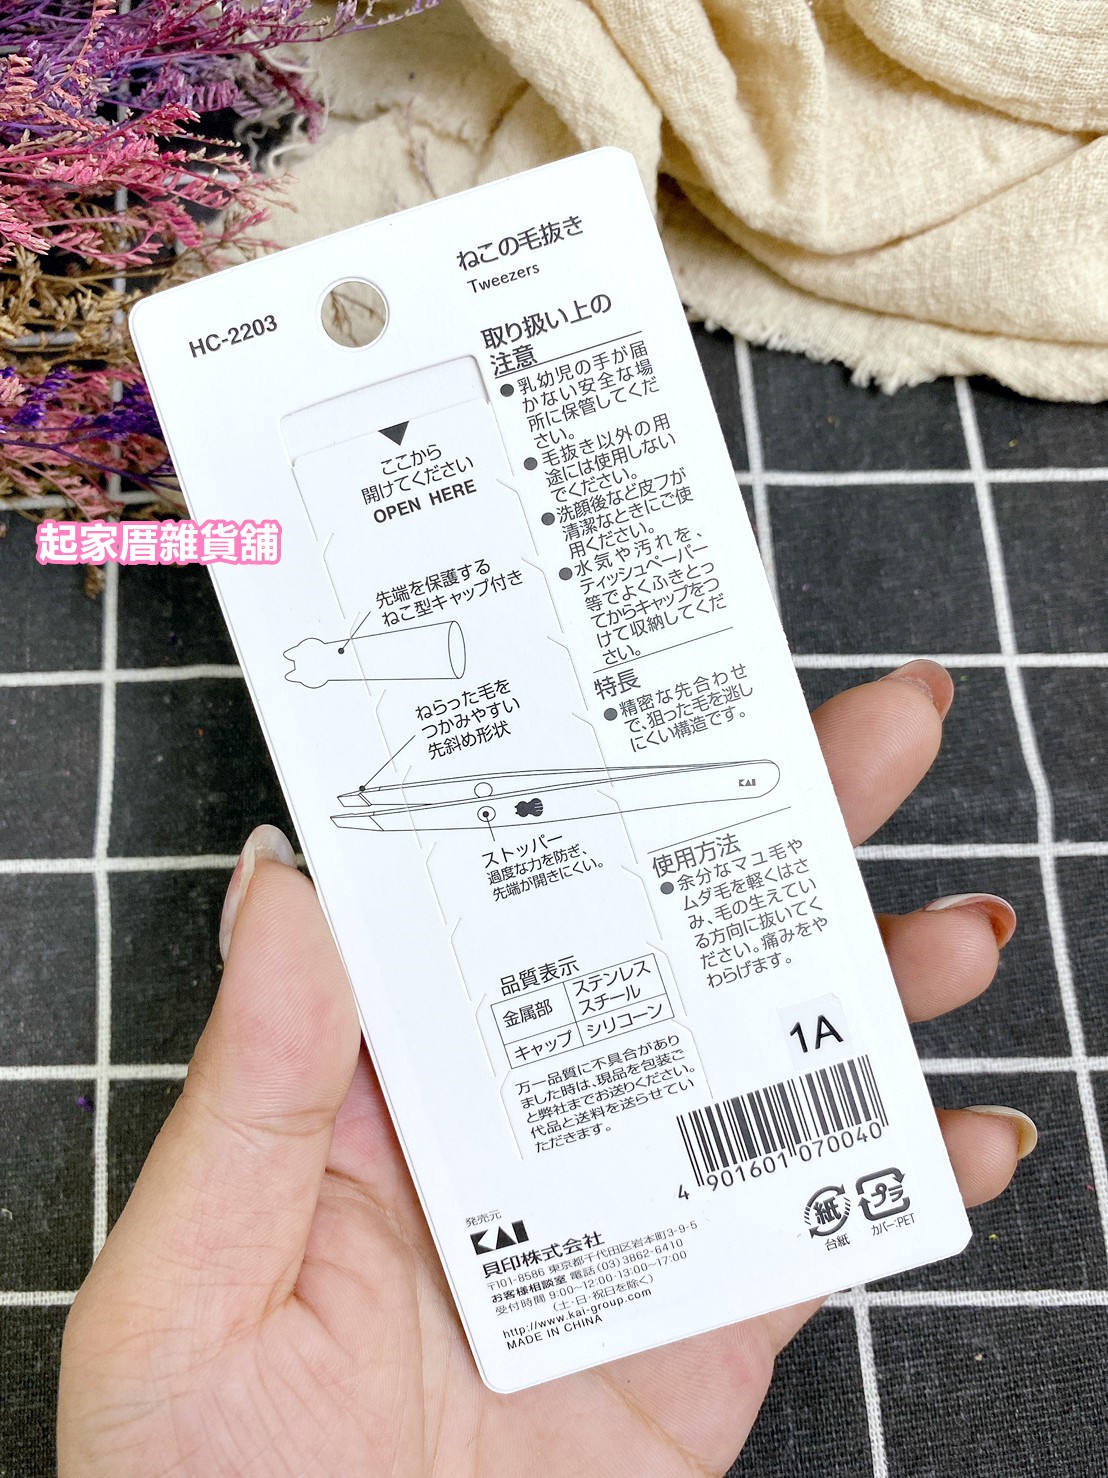 HC-2203
ねこの毛抜き
Tweezers
取り扱い上の
注意
●乳幼児の手が届
かない安全な場
所に保管してくだ
さい。
●毛抜き以外の用
途には使用しない
でください。
●洗顔後など皮フが
清潔なときにご使
用ください。
●水気や汚れを、
ティッシュペーパー
等でよくふきとっ
てからキャップをつ
けて収納してくだ
さい。
特長
●精密な先合わせ
で、狙った毛を逃し
にくい構造です。
ここから
開けてください
OPEN HERE
起家厝雜貨舖
先端を保護する
ねこ型キャップ付き
ねらった毛を
つかみやすい
先斜め形状
KAI
ストッパー
過度な力を防ぎ、
先端が開きにくい。
使用方法
●余分なマユ毛や
ムダ毛を軽くはさ
み、毛の生えてい
る方向に抜いてく
ださい。痛みをや
わらげます。
品質表示
金属部 ステンレス
スチール
キャップ シリコーン
万一品質に不具合があり
ました時は、現品を包装ご
と弊社までお送りください。
代品と送料を送らせてい
ただきます。
1A
4 901601 070040
紙
台紙
プラ
カバー:PET
発売元
KAI
貝印株式会社
〒101-8586 東京都千代田区岩本町3-9-5
お客様相談室 電話(03)3862-6410
受付時間 9:00~12:00・13:00~17:00
(土・日・祝日を除く)
http://www.kai-group.com
MADE IN CHINA